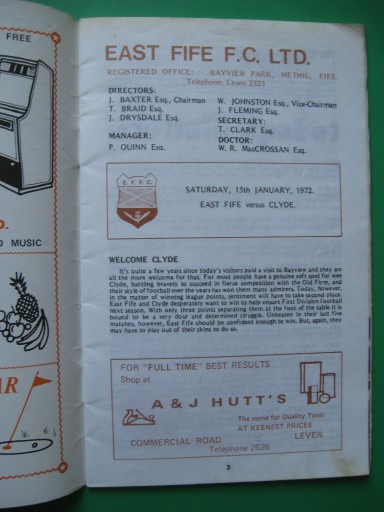 FREE
MUSIC
AR
EAST FIFE F.C. LTD.
REGISTERED OFFICE: BAYVIEW PARK, METHIL, FIFE.
Telephone: Leven 2323
DIRECTORS:
J. BAXTER Esq., Chairman
W. JOHNSTON Esq., Vice-Chairman
T. BRAID Esq.
J. FLEMING Esq.
J. DRYSDALE Esq.
SECRETARY:
T. CLARK Esq.
MANAGER:
DOCTOR:
P. QUINN Esq.
W. R. MacCROSSAN Esq.
E.F.F.C.
SATURDAY, 15th JANUARY, 1972.
EAST FIFE versus CLYDE.
WELCOME CLYDE
It's quite a few years since today's visitors paid a visit to Bayview and they are
all the more welcome for that. For most people have a genuine soft spot for wee
Clyde, battling bravely to succeed in fierce competition with the Old Firm, and
their style of football over the years has won them many admirers. Today, however,
in the matter of winning league points, sentiment will have to take second place.
East Fife and Clyde desperately want to win to help ensure First Division football
next season. With only three points separating them at the foot of the table it is
bound to be a very dour and determined struggle. Unbeaten in their last five
matches, however, East Fife should be confident enough to win. But, again, they
may have to play out of their skins to do so.
FOR "FULL TIME" BEST RESULTS
Shop at
A & J HUTT'S
The name for Quality Tools
AT KEENEST PRICES
COMMERCIAL ROAD
LEVEN
Telephone 2626
3